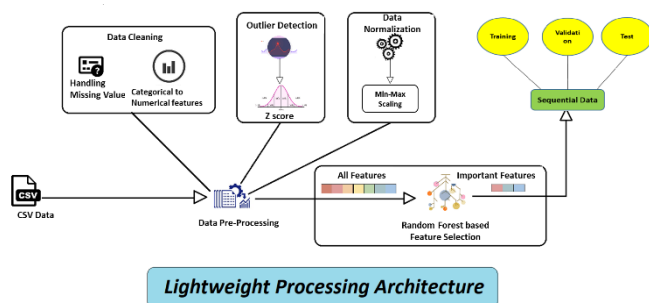 Data Cleaning
Handling
Missing Value
Categorical to
Numerical features
Outlier Detection
Z score
Data
Normalization
Min-Max
Scaling
Training
Validati
on
Test
Sequential Data
CSV
CSV Data
Data Pre-Processing
All Features
Important Features
Random Forest based
Feature Selection
Lightweight Processing Architecture